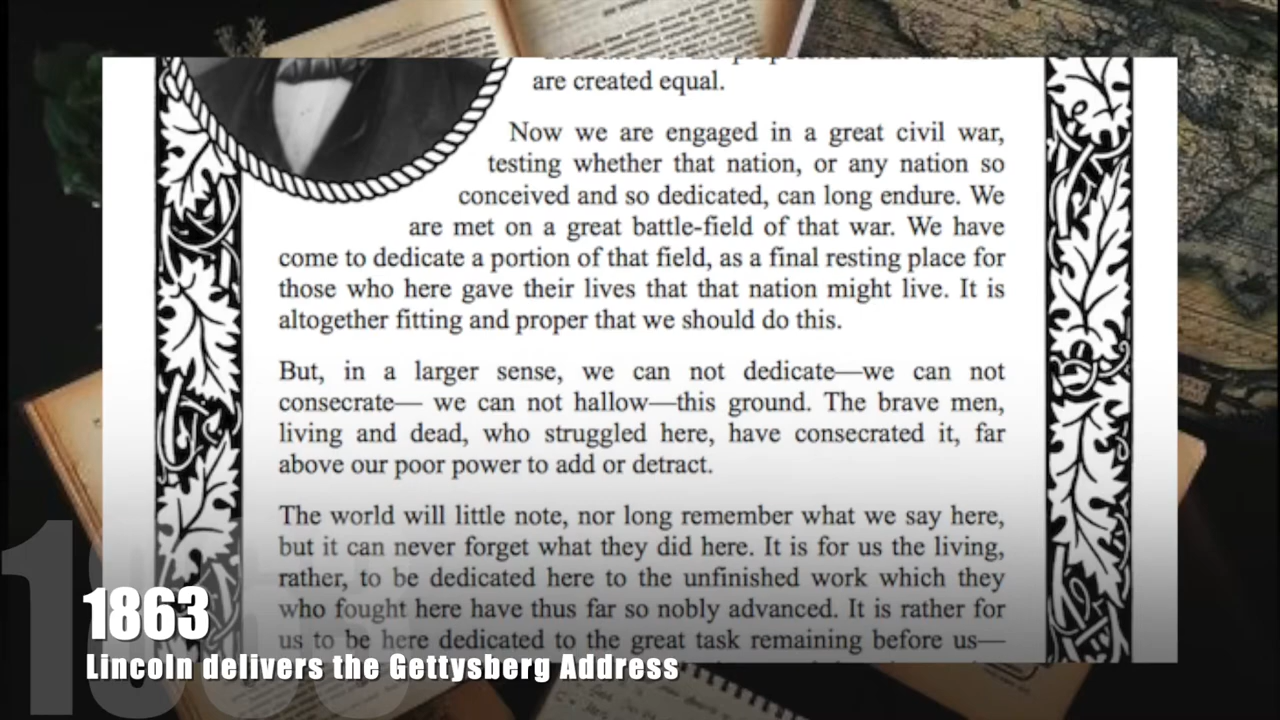 are created equal.
Now we are engaged in a great civil war,
testing whether that nation, or any nation so
conceived and so dedicated, can long endure. We
are met on a great battle-field of that war. We have
come to dedicate a portion of that field, as a final resting place for
those who here gave their lives that that nation might live. It is
altogether fitting and proper that we should do this.
But, in a larger sense, we can not dedicate—we can not
consecrate— we can not hallow—this ground. The brave men,
living and dead, who struggled here, have consecrated it, far
above our poor power to add or detract.
The world will little note, nor long remember what we say here,
but it can never forget what they did here. It is for us the living,
rather, to be dedicated here to the unfinished work which they
who fought here have thus far so nobly advanced. It is rather for
us to be here dedicated to the great task remaining before us—
1863
1863
Lincoln delivers the Gettysberg Address